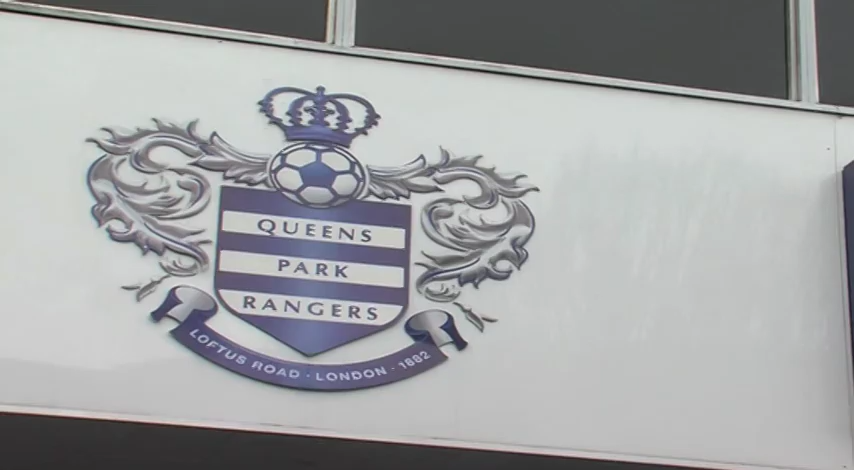 QUEENS
PARK
RANGERS
LOFTUS ROAD · LONDON · 1882